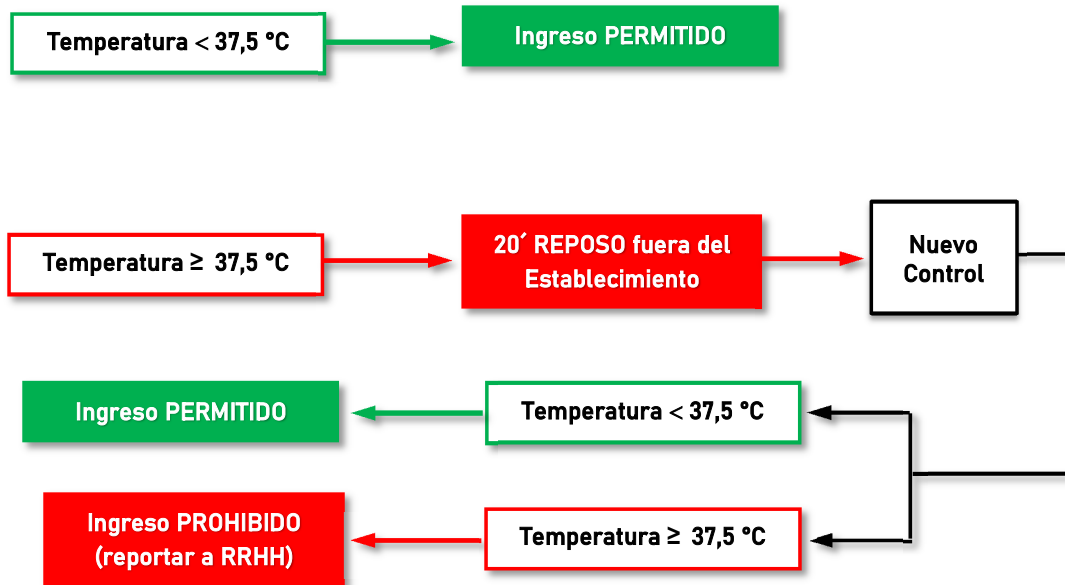 Temperatura < 37,5 °C
Ingreso PERMITIDO
Temperatura ≥ 37,5 °C
20´ REPOSO fuera del
Establecimiento
Nuevo
Control
Ingreso PERMITIDO
Temperatura < 37,5 °C
Ingreso PROHIBIDO
(reportar a RRHH)
Temperatura ≥ 37,5 °C